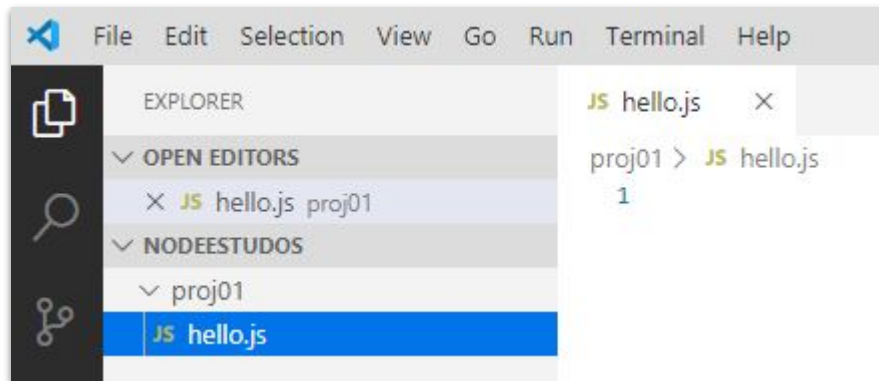 File Edit Selection View Go Run Terminal Help
EXPLORER
OPEN EDITORS
JS hello.js proj01
NODEESTUDOS
proj01
JS hello.js
JS hello.js
proj01 > JS hello.js
1